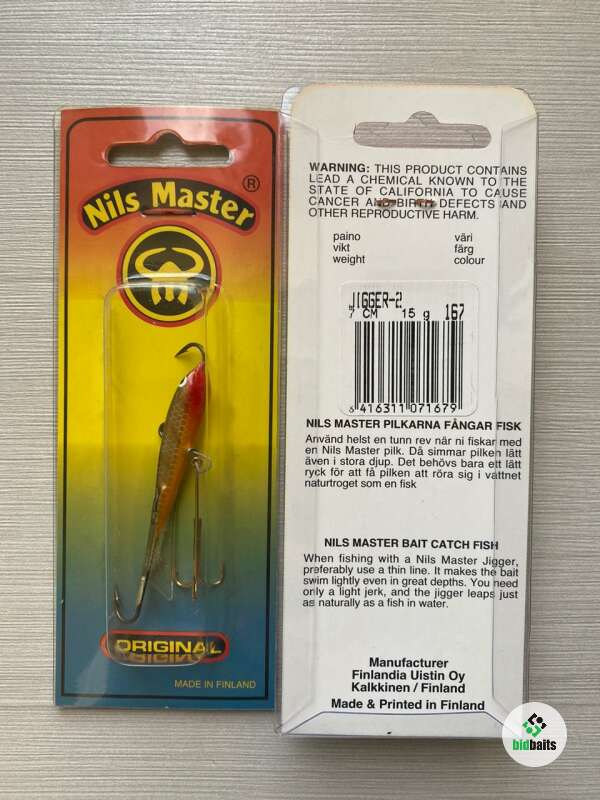 Nils Master ®
ORIGINAL
MADE IN FINLAND
WARNING: THIS PRODUCT CONTAINS
LEAD A CHEMICAL KNOWN TO THE
STATE OF CALIFORNIA TO CAUSE
CANCER AND BIRTH DEFECTS AND
OTHER REPRODUCTIVE HARM.
paino väri
vikt färg
weight colour
JIGGER-2
7 CM 15 g 167
6 416311 071679
NILS MASTER PILKARNA FÅNGAR FISK
Använd helst en tunn rev när ni fiskar med
en Nils Master pilk. Då simmar pilken lätt
även i stora djup. Det behövs bara ett lätt
ryck för att få pilken att röra sig i vattnet
naturtroget som en fisk
NILS MASTER BAIT CATCH FISH
When fishing with a Nils Master Jigger,
preferably use a thin line. It makes the bait
swim lightly even in great depths. You need
only a light jerk, and the jigger leaps just
as naturally as a fish in water.
Manufacturer
Finlandia Uistin Oy
Kalkkinen / Finland
Made & Printed in Finland
bidbaits